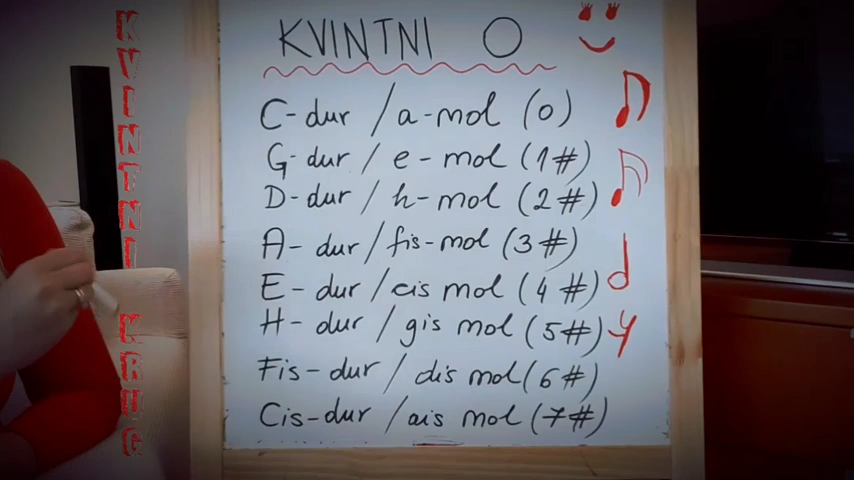 KVINTNI KRUG
KVINTNI O
C-dur / a-mol (0)
G-dur / e-mol (1#)
D-dur / h-mol (2#)
A-dur / fis-mol (3#)
E-dur / cis mol (4#)
H-dur / gis mol (5#)
Fis-dur / dis mol (6#)
Cis-dur / ais mol (7#)